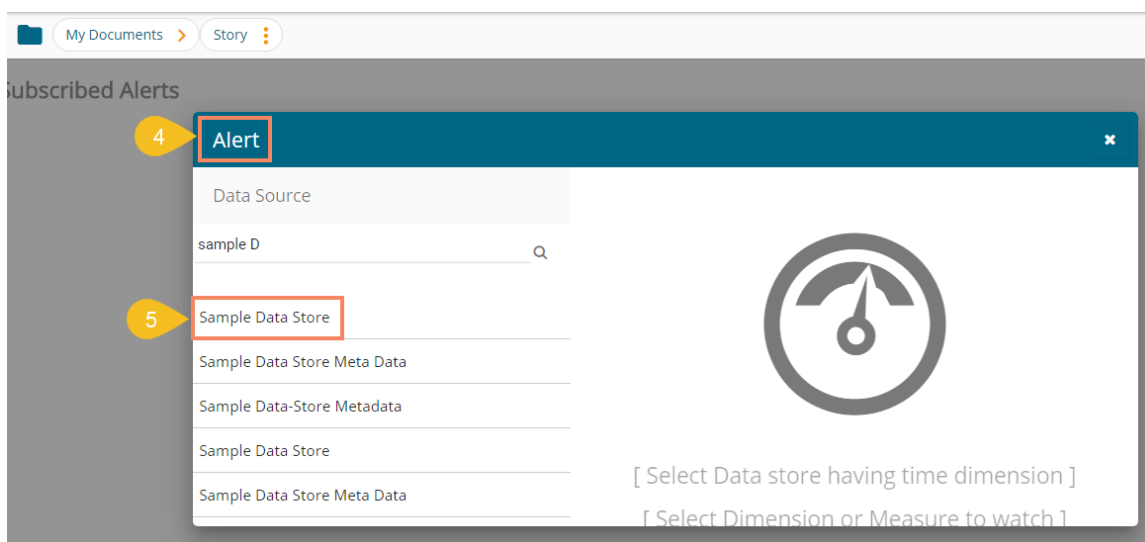 My Documents > Story
Subscribed Alerts
4
Alert
Data Source
sample D
5
Sample Data Store
Sample Data Store Meta Data
Sample Data-Store Metadata
Sample Data Store
Sample Data Store Meta Data
[ Select Data store having time dimension ]
[ Select Dimension or Measure to watch ]